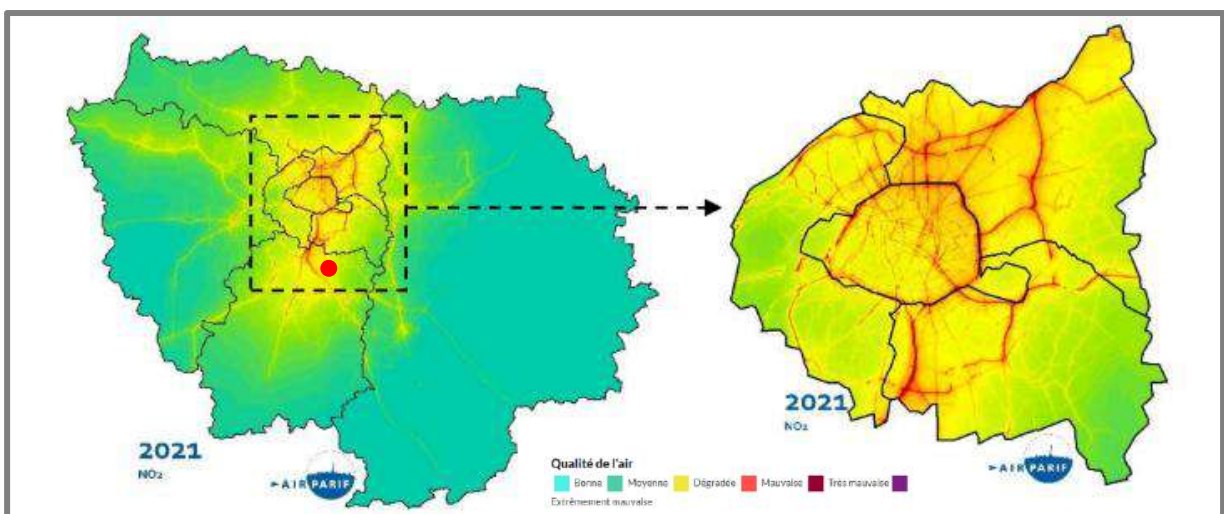 2021
NO2
AIRPARIF
2021
NO2
AIRPARIF
Qualité de l'air
Bonne Moyenne Dégradée Mauvaise Très mauvaise
Extrêmement mauvaise